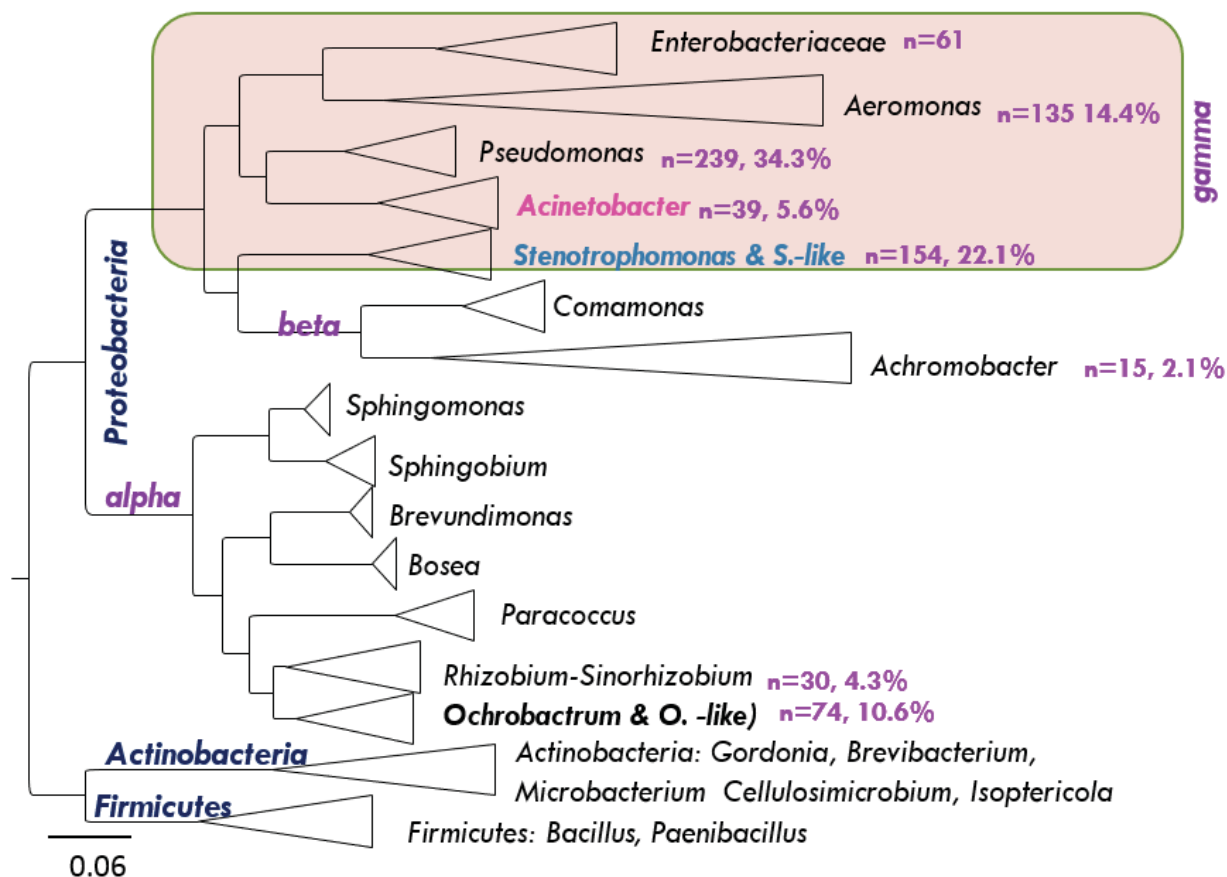 Enterobacteriaceae n=61
Aeromonas n=135 14.4%
gamma
Pseudomonas n=239, 34.3%
Acinetobacter n=39, 5.6%
Stenotrophomonas & S.-like n=154, 22.1%
Proteobacteria
beta
Comamonas
Achromobacter n=15, 2.1%
Sphingomonas
Sphingobium
alpha
Brevundimonas
Bosea
Paracoccus
Rhizobium-Sinorhizobium n=30, 4.3%
Ochrobactrum & O. -like) n=74, 10.6%
Actinobacteria
Actinobacteria: Gordonia, Brevibacterium,
Microbacterium Cellulosimicrobium, Isoptericola
Firmicutes
Firmicutes: Bacillus, Paenibacillus
0.06